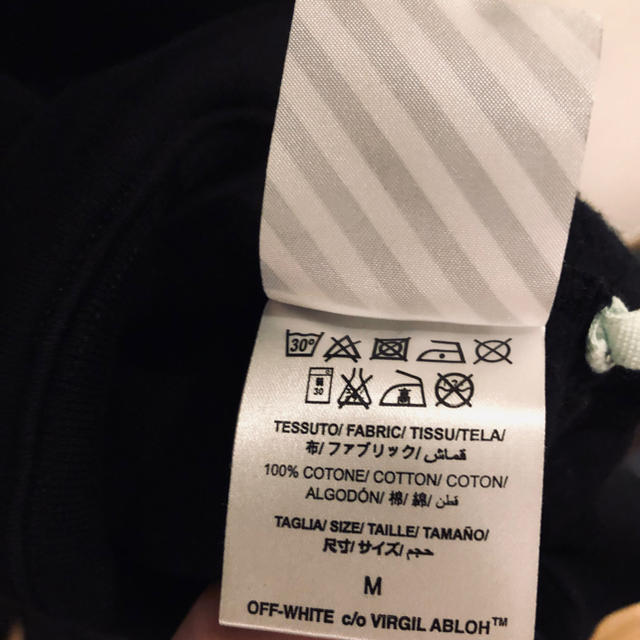 30°
弱
30
高
TESSUTO/ FABRIC/ TISSU/TELA/
布/ファブリック/ قماش/
100% COTONE/ COTTON/ COTON/
ALGODÓN/ 棉/ 綿/ قطن/
TAGLIA/ SIZE/ TAILLE/ TAMAÑO/
尺寸/サイズ/ حجم/
M
OFF-WHITE c/o VIRGIL ABLOH™